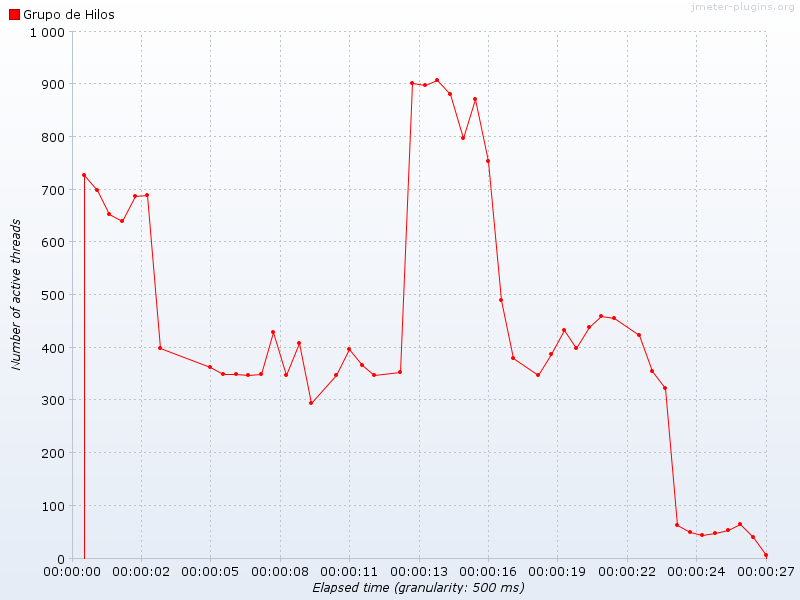 jmeter-plugins.org
Grupo de Hilos
1 000
900
800
700
600
500
400
300
200
100
0
Number of active threads
00:00:00 00:00:02 00:00:05 00:00:08 00:00:11 00:00:13 00:00:16 00:00:19 00:00:22 00:00:24 00:00:27
Elapsed time (granularity: 500 ms)